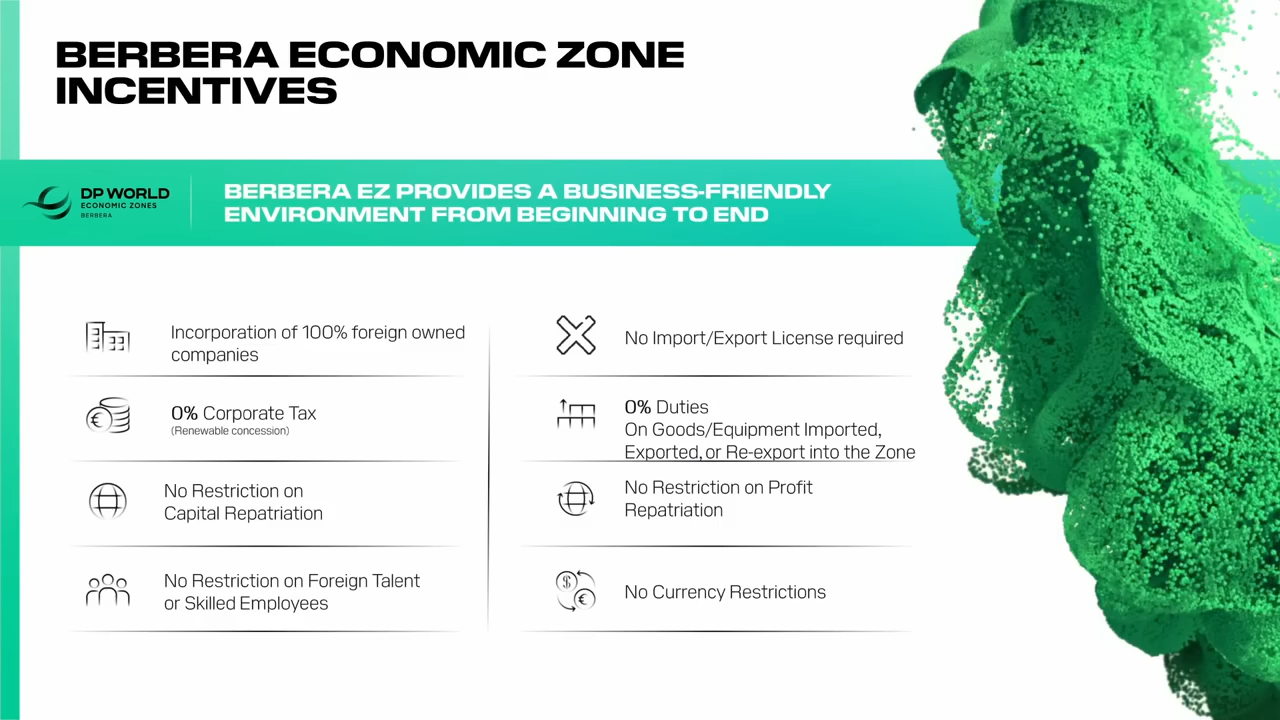 BERBERA ECONOMIC ZONE
INCENTIVES
DP WORLD
ECONOMIC ZONES
BERBERA
BERBERA EZ PROVIDES A BUSINESS-FRIENDLY
ENVIRONMENT FROM BEGINNING TO END
Incorporation of 100% foreign owned
companies
0% Corporate Tax
(Renewable concession)
No Restriction on
Capital Repatriation
No Restriction on Foreign Talent
or Skilled Employees
No Import/Export License required
0% Duties
On Goods/Equipment Imported,
Exported, or Re-export into the Zone
No Restriction on Profit
Repatriation
No Currency Restrictions